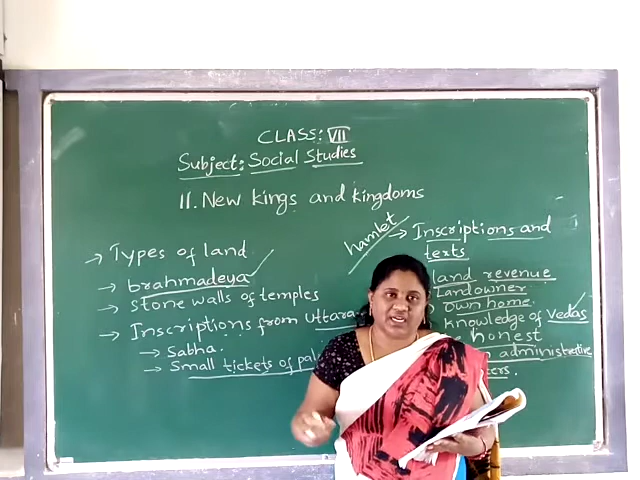 CLASS: VII
Subject: Social Studies
II. New kings and kingdoms
→ Types of land
→ brahmadeya
→ stone walls of temples
→ Inscriptions from Uttara
→ Sabha.
→ Small tickets of pal
hamlet
→ Inscriptions and
texts
land revenue
Landowner
Own home.
Knowledge of Vedas
honest
administrative